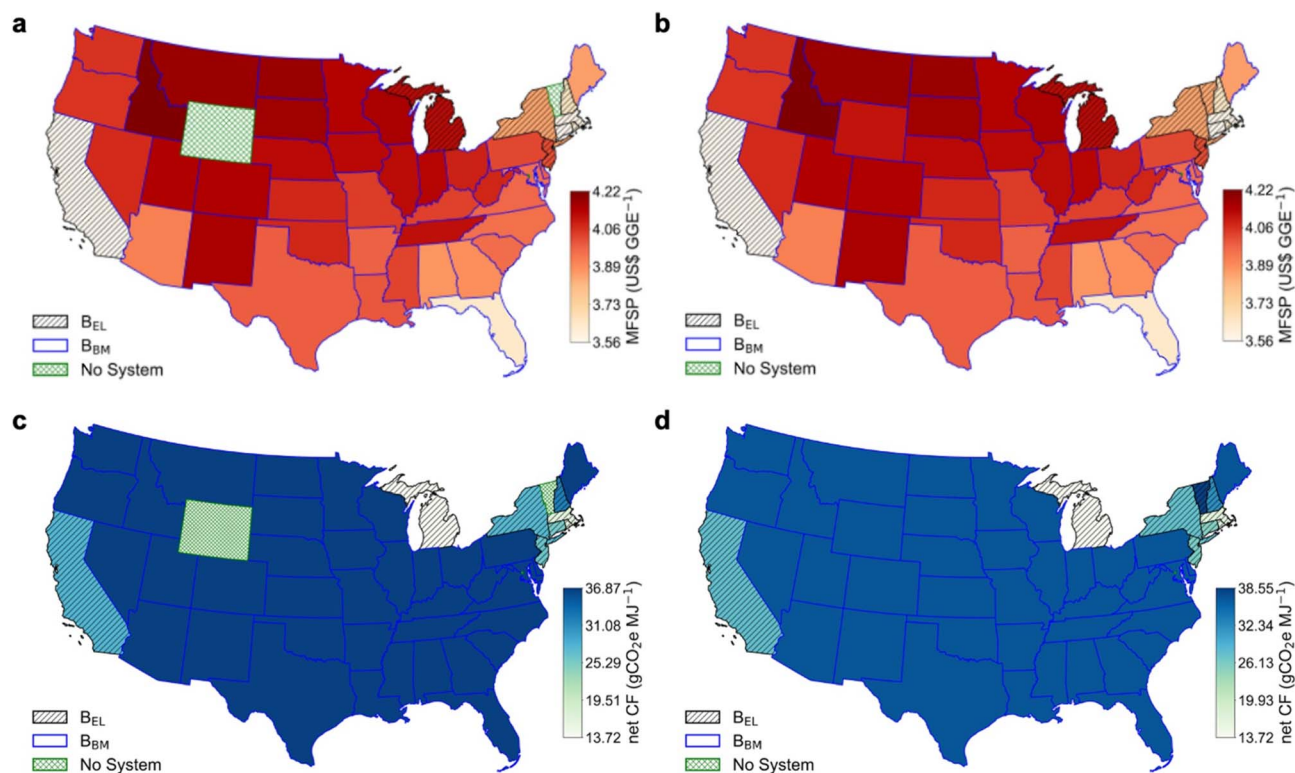 a
4.22
4.06
3.89
3.73
3.56
MFSP (US$ GGE⁻¹)
B_EL
B_BM
No System
b
4.22
4.06
3.89
3.73
3.56
MFSP (US$ GGE⁻¹)
B_EL
B_BM
No System
c
36.87
31.08
25.29
19.51
13.72
net CF (gCO₂e MJ⁻¹)
B_EL
B_BM
No System
d
38.55
32.34
26.13
19.93
13.72
net CF (gCO₂e MJ⁻¹)
B_EL
B_BM
No System